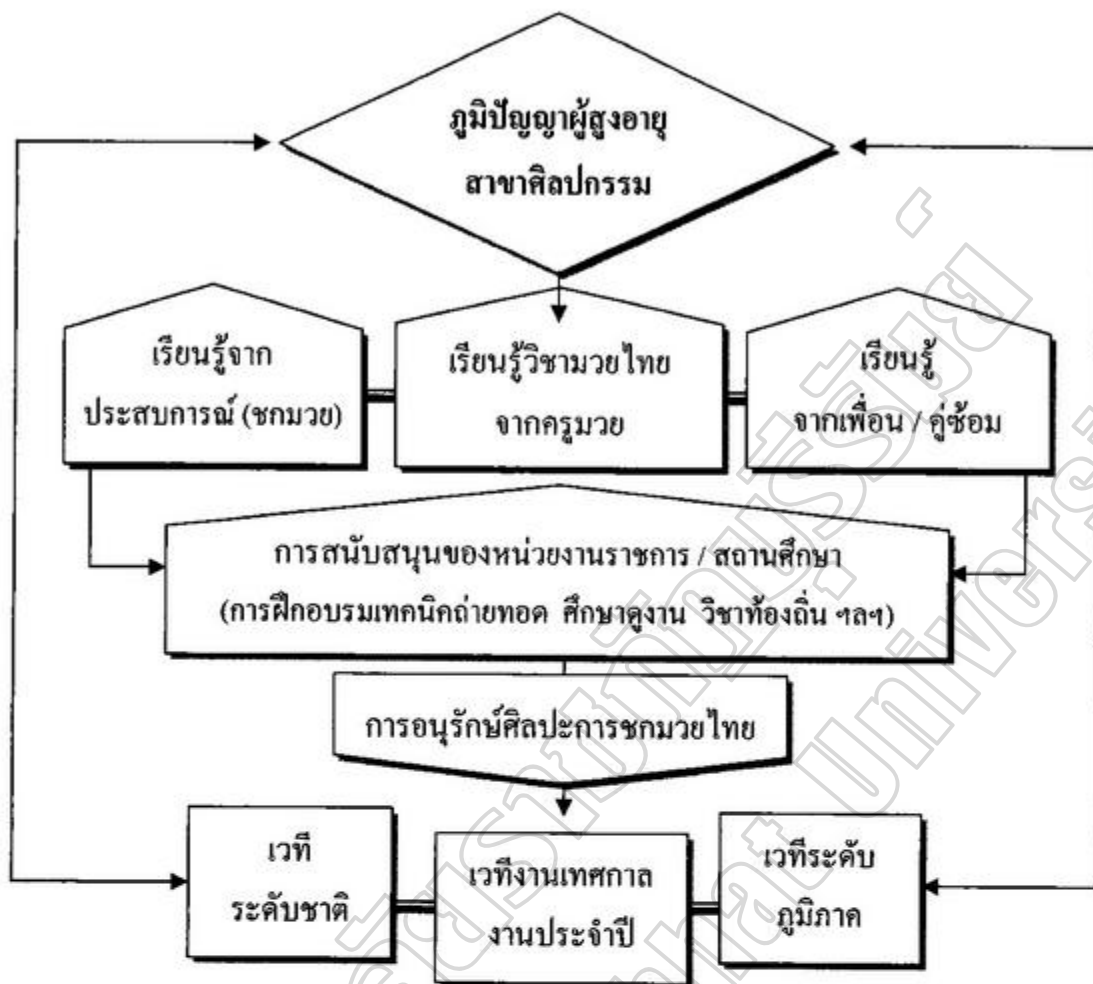 ภูมิปัญญาผู้สูงอายุ
สาขาศิลปกรรม
เรียนรู้จาก
ประสบการณ์ (ชกมวย)
เรียนรู้วิชามวยไทย
จากครูมวย
เรียนรู้
จากเพื่อน / คู่ซ้อม
การสนับสนุนของหน่วยงานราชการ / สถานศึกษา
(การฝึกอบรมเทคนิคถ่ายทอด ศึกษาดูงาน วิชาท้องถิ่น ฯลฯ)
การอนุรักษ์ศิลปะการชกมวยไทย
เวที
ระดับชาติ
เวทีงานเทศกาล
งานประจำปี
เวทีระดับ
ภูมิภาค